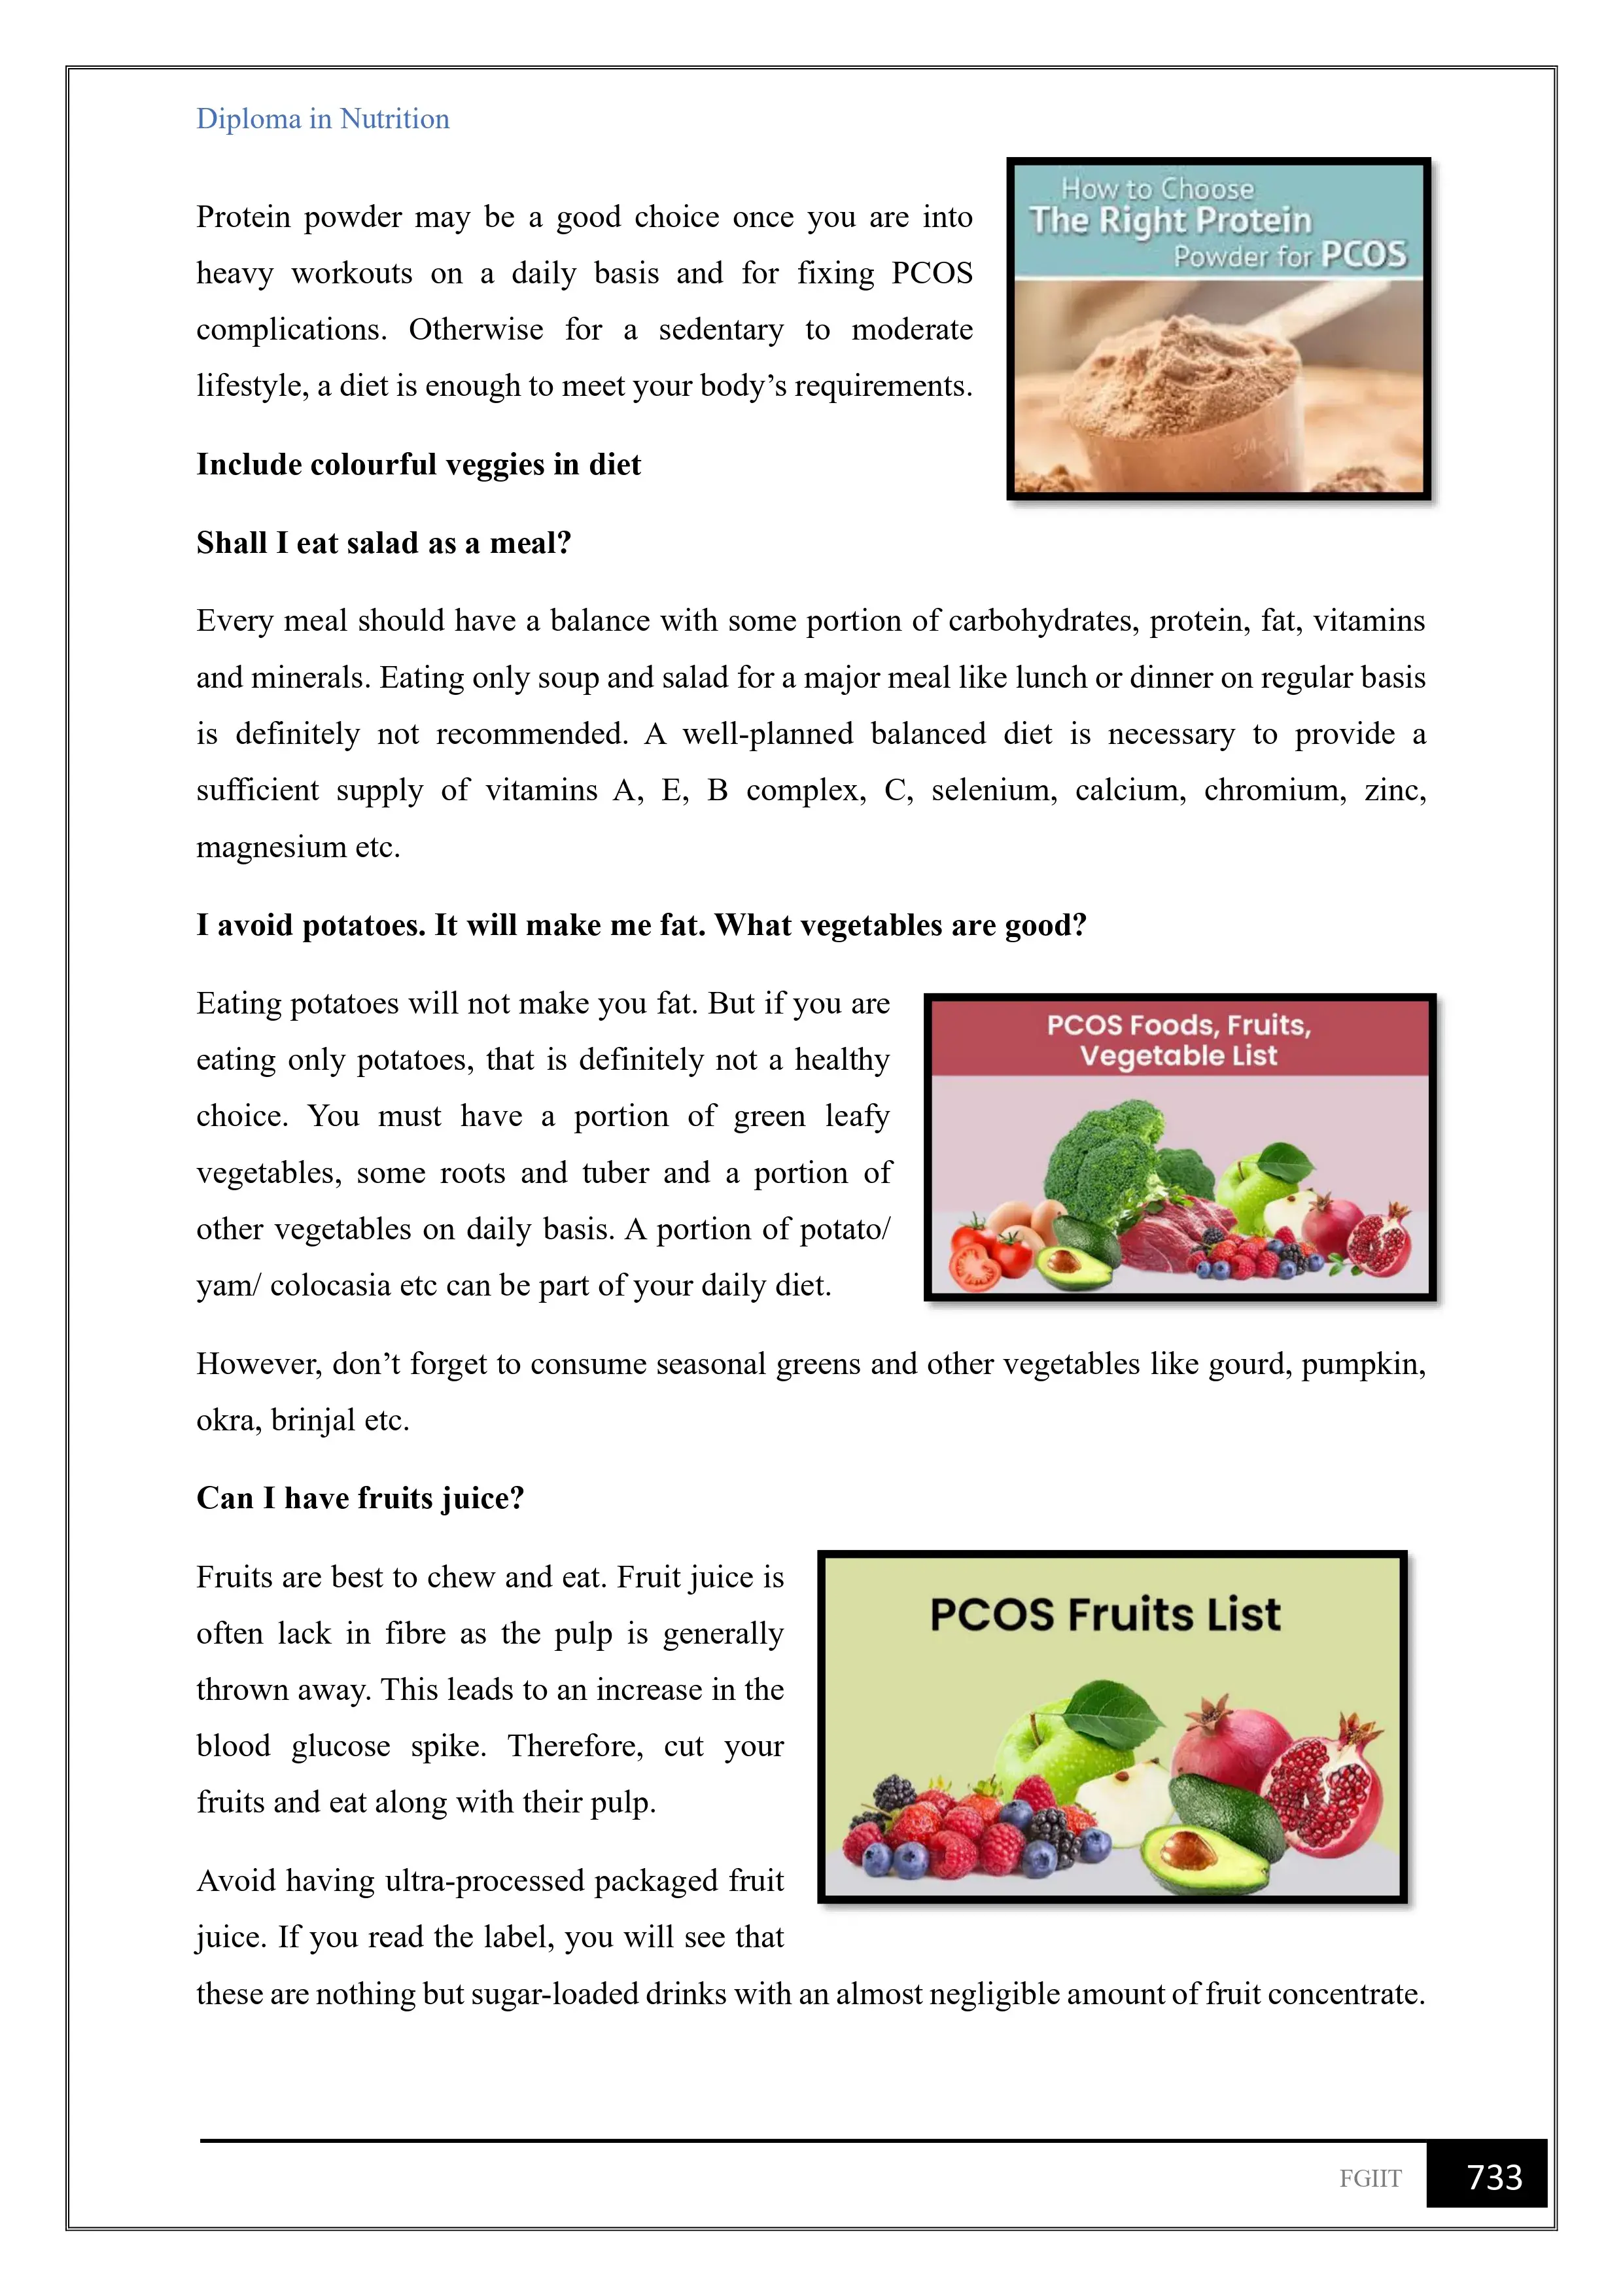 Diploma in Nutrition
How to Choose
The Right Protein
Powder for PCOS
Protein powder may be a good choice once you are into
heavy workouts on a daily basis and for fixing PCOS
complications. Otherwise for a sedentary to moderate
lifestyle, a diet is enough to meet your body’s requirements.
Include colourful veggies in diet
Shall I eat salad as a meal?
Every meal should have a balance with some portion of carbohydrates, protein, fat, vitamins
and minerals. Eating only soup and salad for a major meal like lunch or dinner on regular basis
is definitely not recommended. A well-planned balanced diet is necessary to provide a
sufficient supply of vitamins A, E, B complex, C, selenium, calcium, chromium, zinc,
magnesium etc.
I avoid potatoes. It will make me fat. What vegetables are good?
Eating potatoes will not make you fat. But if you are
eating only potatoes, that is definitely not a healthy
choice. You must have a portion of green leafy
vegetables, some roots and tuber and a portion of
other vegetables on daily basis. A portion of potato/
yam/ colocasia etc can be part of your daily diet.
PCOS Foods, Fruits,
Vegetable List
However, don’t forget to consume seasonal greens and other vegetables like gourd, pumpkin,
okra, brinjal etc.
Can I have fruits juice?
Fruits are best to chew and eat. Fruit juice is
often lack in fibre as the pulp is generally
thrown away. This leads to an increase in the
blood glucose spike. Therefore, cut your
fruits and eat along with their pulp.
PCOS Fruits List
Avoid having ultra-processed packaged fruit
juice. If you read the label, you will see that
these are nothing but sugar-loaded drinks with an almost negligible amount of fruit concentrate.
FGIIT
733